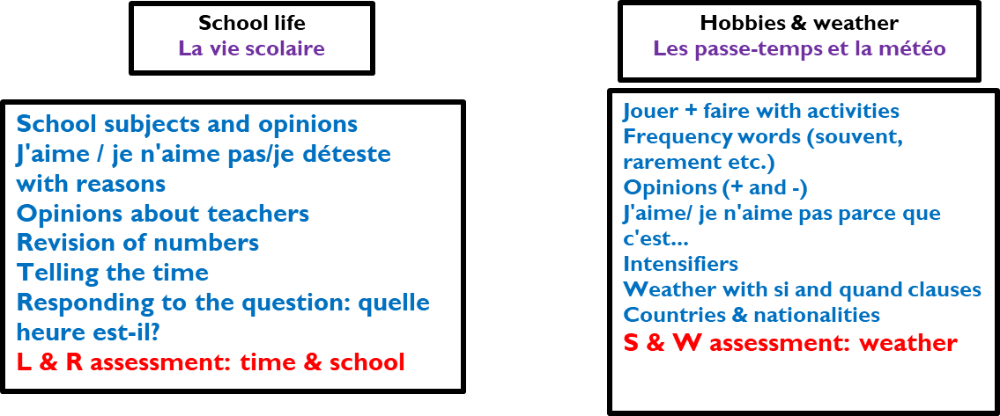 School life
La vie scolaire
School subjects and opinions
J'aime / je n'aime pas/je déteste
with reasons
Opinions about teachers
Revision of numbers
Telling the time
Responding to the question: quelle
heure est-il?
L & R assessment: time & school
Hobbies & weather
Les passe-temps et la météo
Jouer + faire with activities
Frequency words (souvent,
rarement etc.)
Opinions (+ and -)
J'aime/ je n'aime pas parce que
c'est...
Intensifiers
Weather with si and quand clauses
Countries & nationalities
S & W assessment: weather